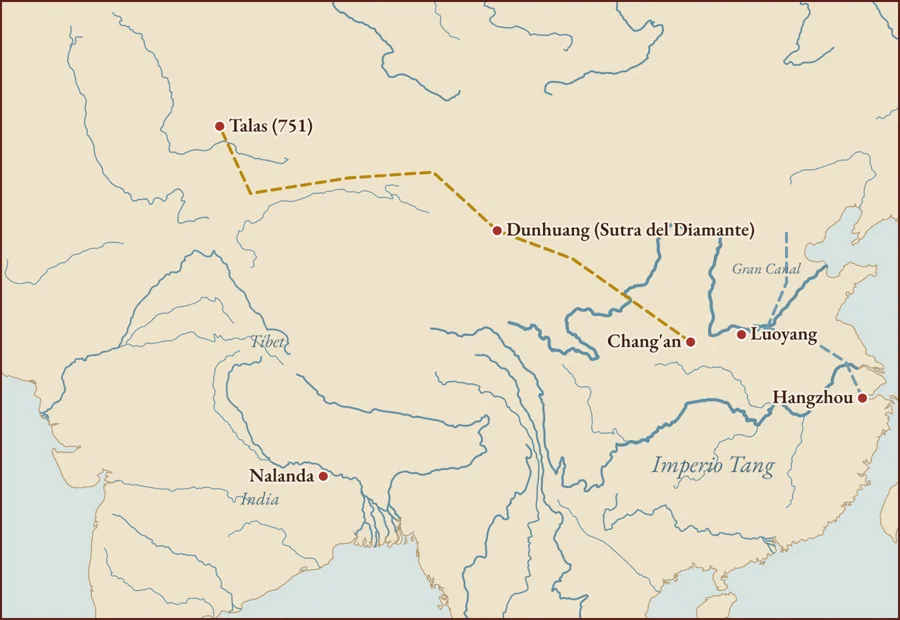 Talas (751)
Dunhuang (Sutra del Diamante)
Gran Canal
Luoyang
Chang'an
Tibet
Hangzhou
Imperio Tang
Nalanda
India